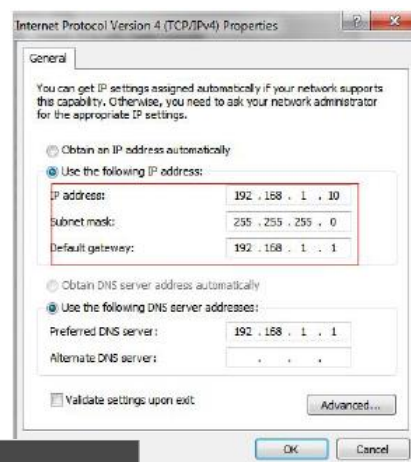 Internet Protocol Version 4 (TCP/IPv4) Properties
General
You can get IP settings assigned automatically if your network supports
this capability. Otherwise, you need to ask your network administrator
for the appropriate IP settings.
Obtain an IP address automatically
Use the following IP address:
IP address: 192 . 168 . 1 . 10
Subnet mask: 255 . 255 . 255 . 0
Default gateway: 192 . 168 . 1 . 1
Obtain DNS server address automatically
Use the following DNS server addresses:
Preferred DNS server: 192 . 168 . 1 . 1
Alternate DNS server: . . .
Validate settings upon exit
Advanced...
OK Cancel